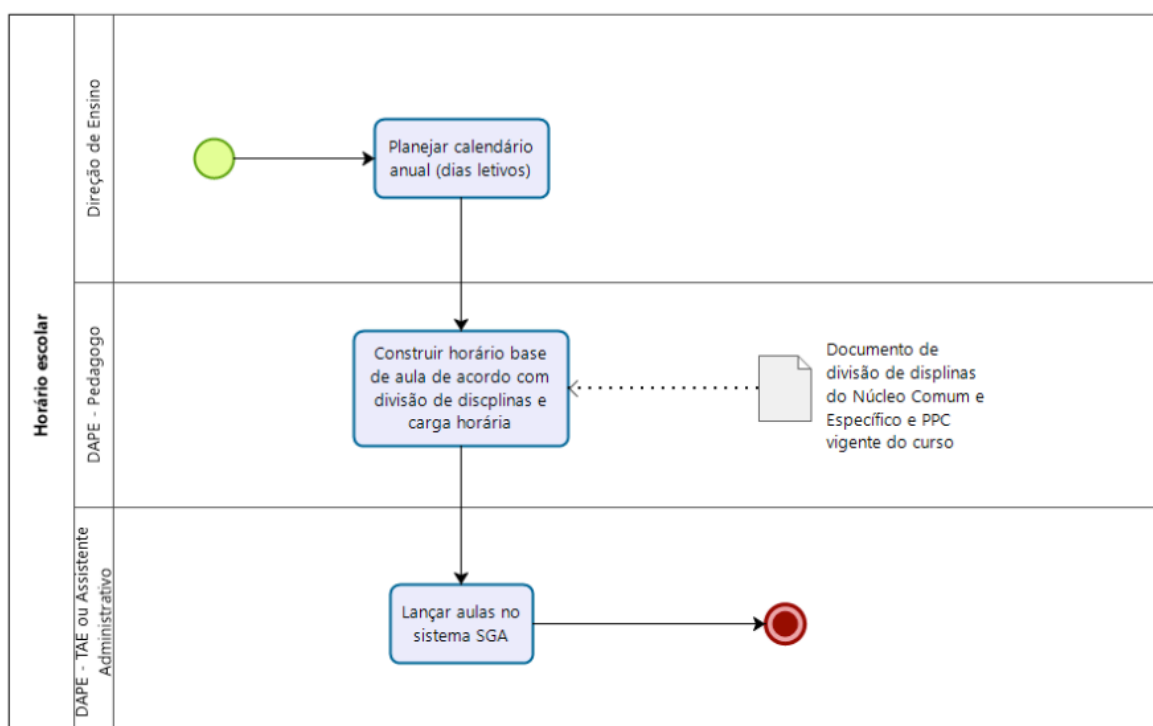 Horário escolar
Direção de Ensino
Planejar calendário
anual (dias letivos)
DAPE - Pedagogo
Construir horário base
de aula de acordo com
divisão de discplinas e
carga horária
Documento de
divisão de displinas
do Núcleo Comum e
Específico e PPC
vigente do curso
DAPE - TAE ou Assistente
Administrativo
Lançar aulas no
sistema SGA